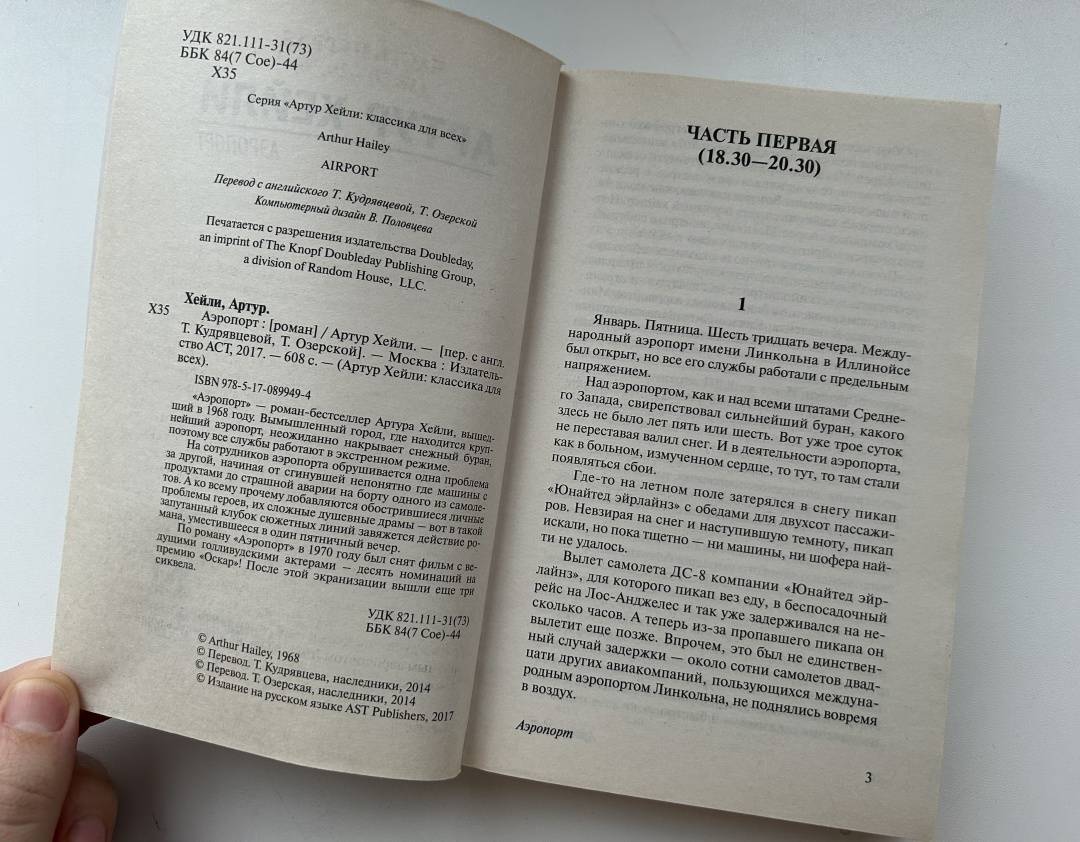 УДК 821.111-31(73)
ББК 84(7 Сое)-44
Х35
Серия «Артур Хейли: классика для всех»
Arthur Hailey
AIRPORT
Перевод с английского Т. Кудрявцевой, Т. Озерской
Компьютерный дизайн В. Половцева
Печатается с разрешения издательства Doubleday,
an imprint of The Knopf Doubleday Publishing Group,
a division of Random House, LLC.
Хейли, Артур.
Х35 Аэропорт : [роман] / Артур Хейли. — [пер. с англ.
Т. Кудрявцевой, Т. Озерской]. — Москва : Издатель-
ство АСТ, 2017. — 608 с. — (Артур Хейли: классика для
всех).
ISBN 978-5-17-089949-4
«Аэропорт» — роман-бестселлер Артура Хейли, вышед-
ший в 1968 году. Вымышленный город, где находится круп-
нейший аэропорт, неожиданно накрывает снежный буран,
поэтому все службы работают в экстренном режиме.
На сотрудников аэропорта обрушивается одна проблема
за другой, начиная от сгинувшей непонятно где машины с
продуктами до страшной аварии на борту одного из самоле-
тов. А ко всему прочему добавляются обострившиеся личные
проблемы героев, их сложные душевные драмы — вот в такой
запутанный клубок сюжетных линий завяжется действие ро-
мана, уместившееся в один пятничный вечер.
По роману «Аэропорт» в 1970 году был снят фильм с ве-
дущими голливудскими актерами — десять номинаций на
премию «Оскар»! После этой экранизации вышли еще три
сиквела.
УДК 821.111-31(73)
ББК 84(7 Сое)-44
© Arthur Hailey, 1968
© Перевод. Т. Кудрявцева, наследники, 2014
© Перевод. Т. Озерская, наследники, 2014
© Издание на русском языке AST Publishers, 2017
ЧАСТЬ ПЕРВАЯ
(18.30—20.30)
1
Январь. Пятница. Шесть тридцать вечера. Между-
народный аэропорт имени Линкольна в Иллинойсе
был открыт, но все его службы работали с предельным
напряжением.
Над аэропортом, как и над всеми штатами Средне-
го Запада, свирепствовал сильнейший буран, какого
здесь не было лет пять или шесть. Вот уже трое суток
не переставая валил снег. И в деятельности аэропорта,
как в больном, измученном сердце, то тут, то там стали
появляться сбои.
Где-то на летном поле затерялся в снегу пикап
«Юнайтед эйрлайнз» с обедами для двухсот пассажи-
ров. Невзирая на снег и наступившую темноту, пикап
искали, но пока тщетно — ни машины, ни шофера най-
ти не удалось.
Вылет самолета ДС-8 компании «Юнайтед эйр-
лайнз», для которого пикап вез еду, в беспосадочный
рейс на Лос-Анджелес и так уже задерживался на не-
сколько часов. А теперь из-за пропавшего пикапа он
вылетит еще позже. Впрочем, это был не единствен-
ный случай задержки — около сотни самолетов двад-
цати других авиакомпаний, пользующихся междуна-
родным аэропортом Линкольна, не поднялись вовремя
в воздух.
Аэропорт
3